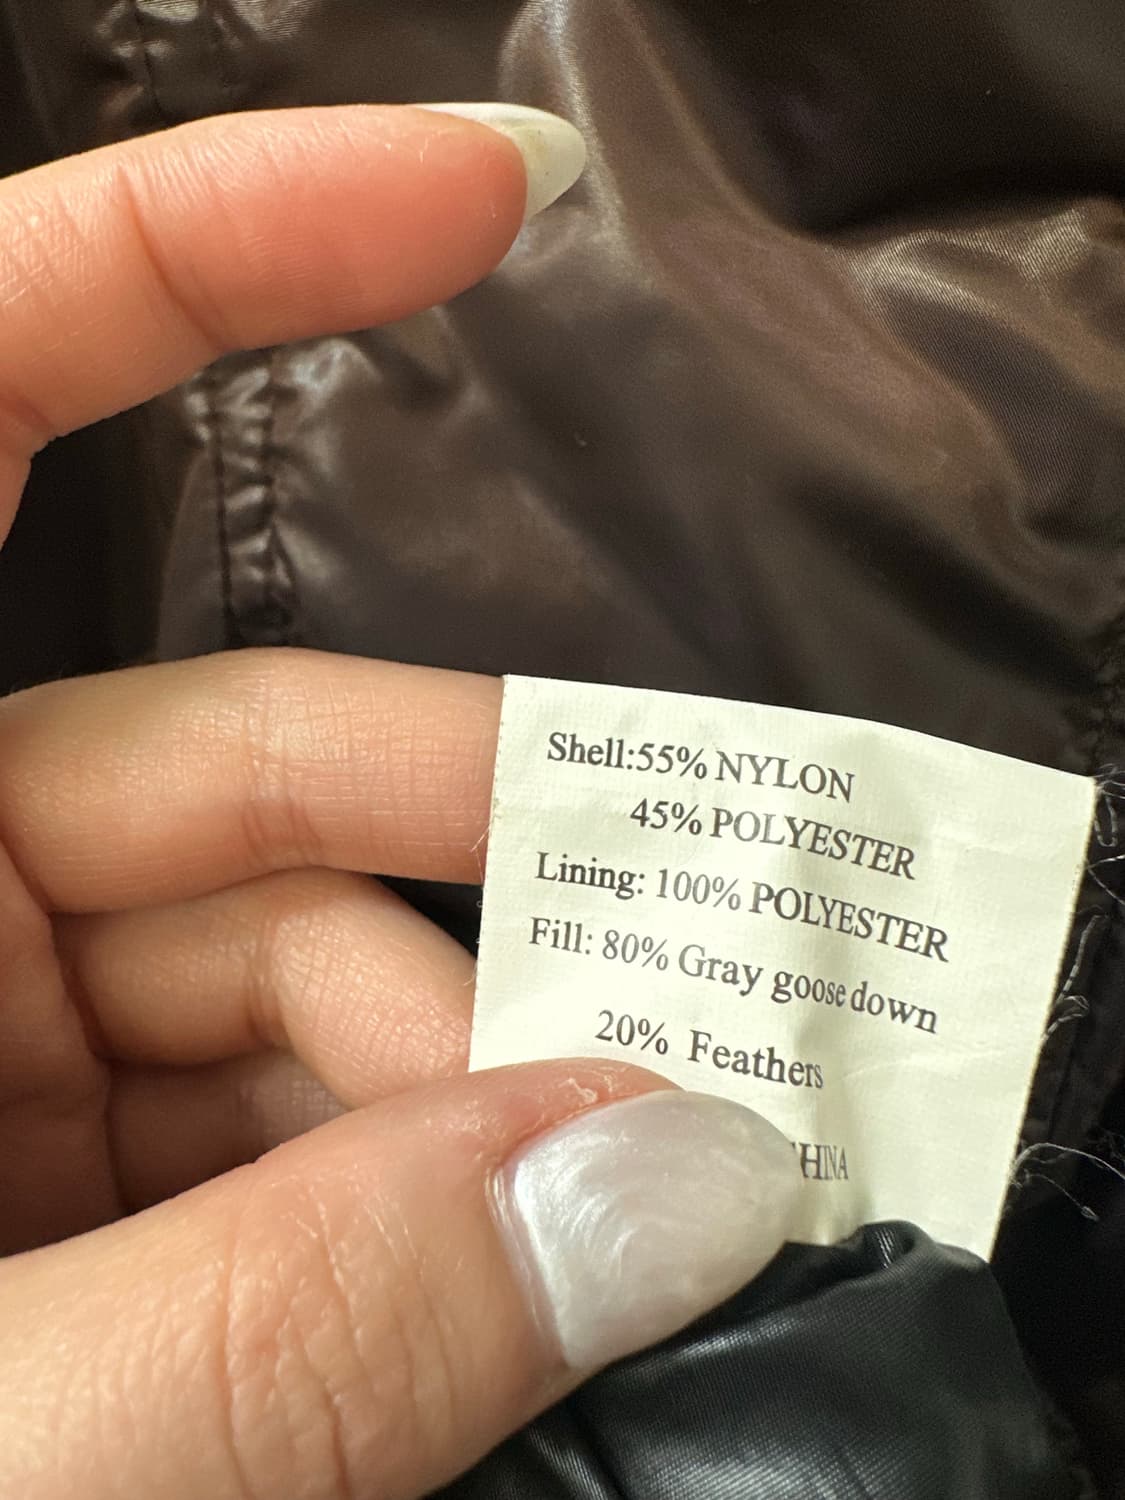 Shell:55% NYLON
45% POLYESTER
Lining: 100% POLYESTER
Fill: 80% Gray goose down
20% Feathers